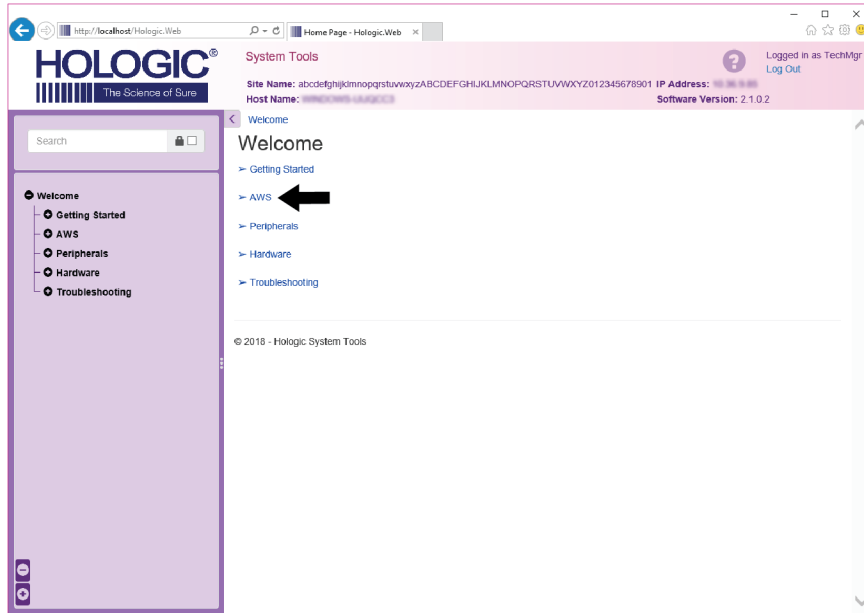 http://localhost/Hologic.Web
Home Page - Hologic.Web
HOLOGIC®
The Science of Sure
System Tools
Logged in as TechMgr
Log Out
Site Name: abcdefghijklmnopqrstuvwxyzABCDEFGHIJKLMNOPQRSTUVWXYZ012345678901 IP Address:
Host Name:
Software Version: 2.1.0.2
Search
Welcome
Getting Started
AWS
Peripherals
Hardware
Troubleshooting
Welcome
Welcome
➢ Getting Started
➢ AWS
➢ Peripherals
➢ Hardware
➢ Troubleshooting
© 2018 - Hologic System Tools